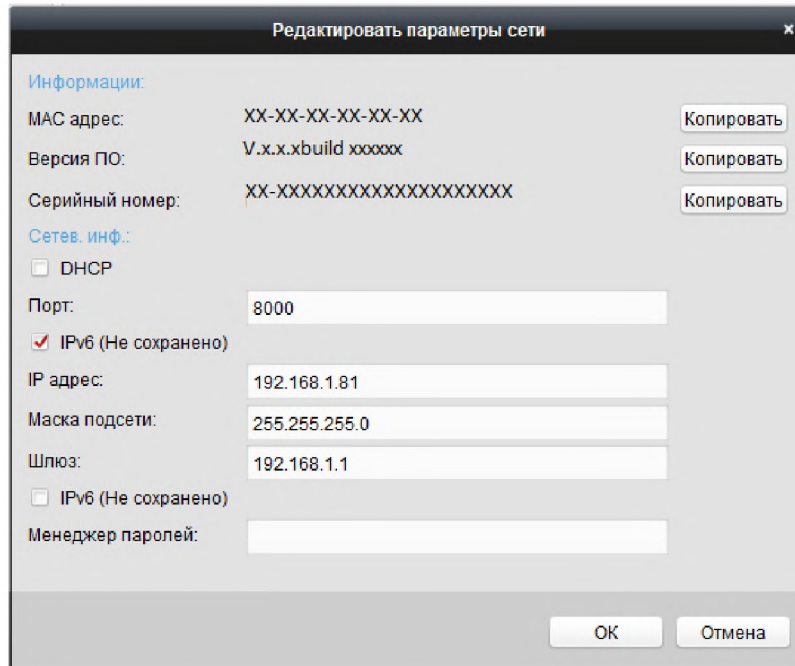 Редактировать параметры сети ×
Информации:
MAC адрес: XX-XX-XX-XX-XX-XX Копировать
Версия ПО: V.x.x.xbuild xxxxxx Копировать
Серийный номер: XX-XXXXXXXXXXXXXXXXXXX Копировать
Сетев. инф.:
DHCP
Порт: 8000
IPv6 (Не сохранено)
IP адрес: 192.168.1.81
Маска подсети: 255.255.255.0
Шлюз: 192.168.1.1
IPv6 (Не сохранено)
Менеджер паролей:
ОК Отмена